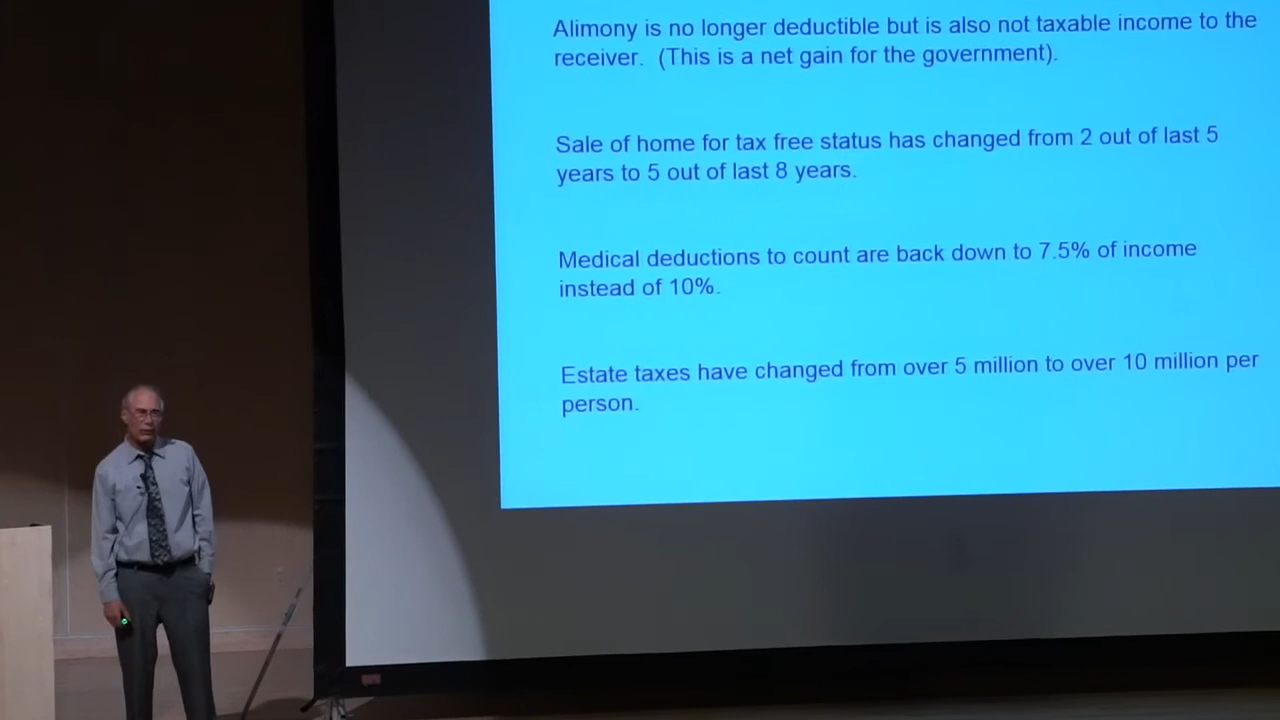 Alimony is no longer deductible but is also not taxable income to the
receiver.  (This is a net gain for the government).
Sale of home for tax free status has changed from 2 out of last 5
years to 5 out of last 8 years.
Medical deductions to count are back down to 7.5% of income
instead of 10%.
Estate taxes have changed from over 5 million to over 10 million per
person.